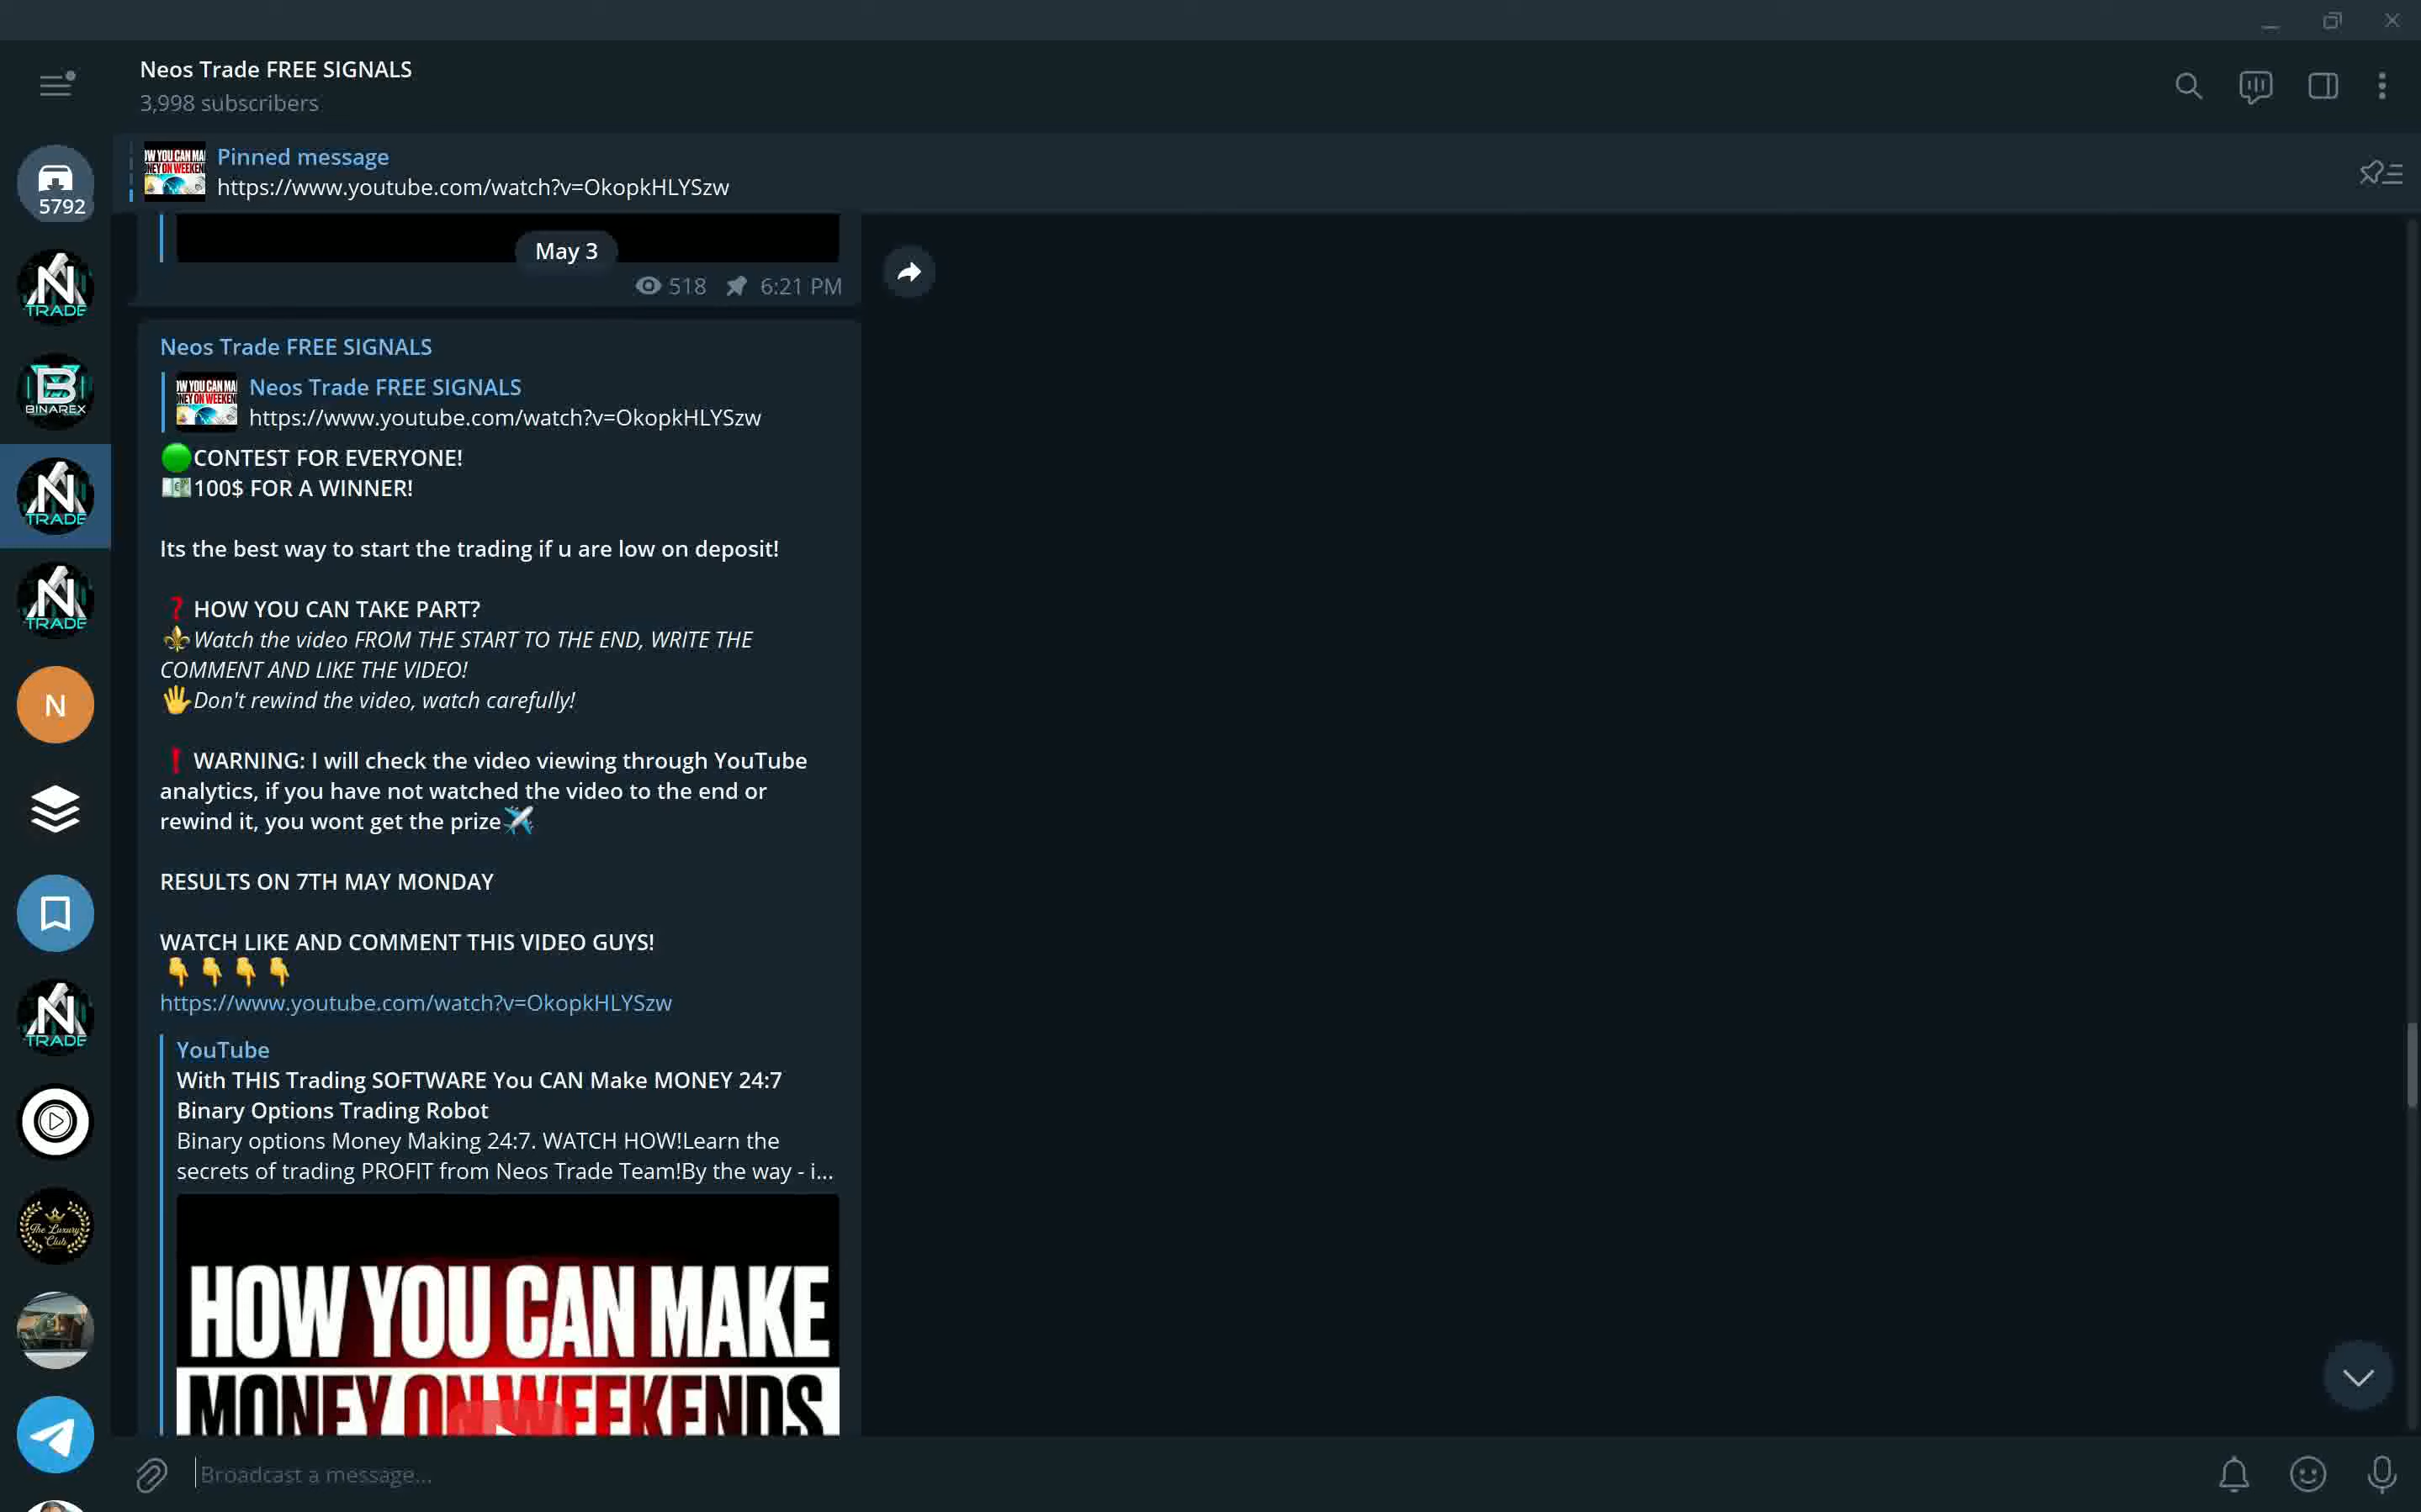 Neos Trade FREE SIGNALS
3,998 subscribers
Pinned message
https://www.youtube.com/watch?v=OkopkHLYSzw
5792
May 3
518 6:21 PM
Neos Trade FREE SIGNALS
Neos Trade FREE SIGNALS
https://www.youtube.com/watch?v=OkopkHLYSzw
CONTEST FOR EVERYONE!
100$ FOR A WINNER!
Its the best way to start the trading if u are low on deposit!
❓ HOW YOU CAN TAKE PART?
⚜️Watch the video FROM THE START TO THE END, WRITE THE
COMMENT AND LIKE THE VIDEO!
🖐Don't rewind the video, watch carefully!
❗ WARNING: I will check the video viewing through YouTube
analytics, if you have not watched the video to the end or
rewind it, you wont get the prize✈️
RESULTS ON 7TH MAY MONDAY
WATCH LIKE AND COMMENT THIS VIDEO GUYS!
👇👇👇👇
https://www.youtube.com/watch?v=OkopkHLYSzw
YouTube
With THIS Trading SOFTWARE You CAN Make MONEY 24:7
Binary Options Trading Robot
Binary options Money Making 24:7. WATCH HOW!Learn the
secrets of trading PROFIT from Neos Trade Team!By the way - i...
HOW YOU CAN MAKE
MONEY ON WEEKENDS
Broadcast a message...
N TRADE
B BINAREX
N TRADE
N TRADE
N
N TRADE
The Luxury Club